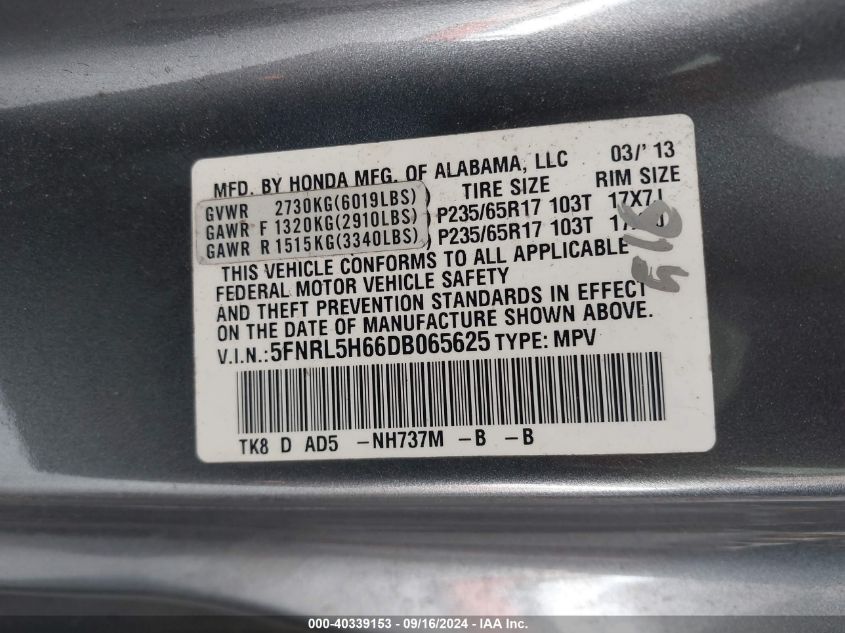 MFD. BY HONDA MFG. OF ALABAMA, LLC 03/'13
TIRE SIZE RIM SIZE
GVWR 2730KG(6019LBS)
GAWR F 1320KG(2910LBS) P235/65R17 103T 17X7J
GAWR R 1515KG(3340LBS) P235/65R17 103T
THIS VEHICLE CONFORMS TO ALL APPLICABLE
FEDERAL MOTOR VEHICLE SAFETY
AND THEFT PREVENTION STANDARDS IN EFFECT
ON THE DATE OF MANUFACTURE SHOWN ABOVE.
V.I.N.: 5FNRL5H66DB065625 TYPE: MPV
TK8 D AD5 -NH737M -B -B
000-40339153 - 09/16/2024 - IAA Inc.